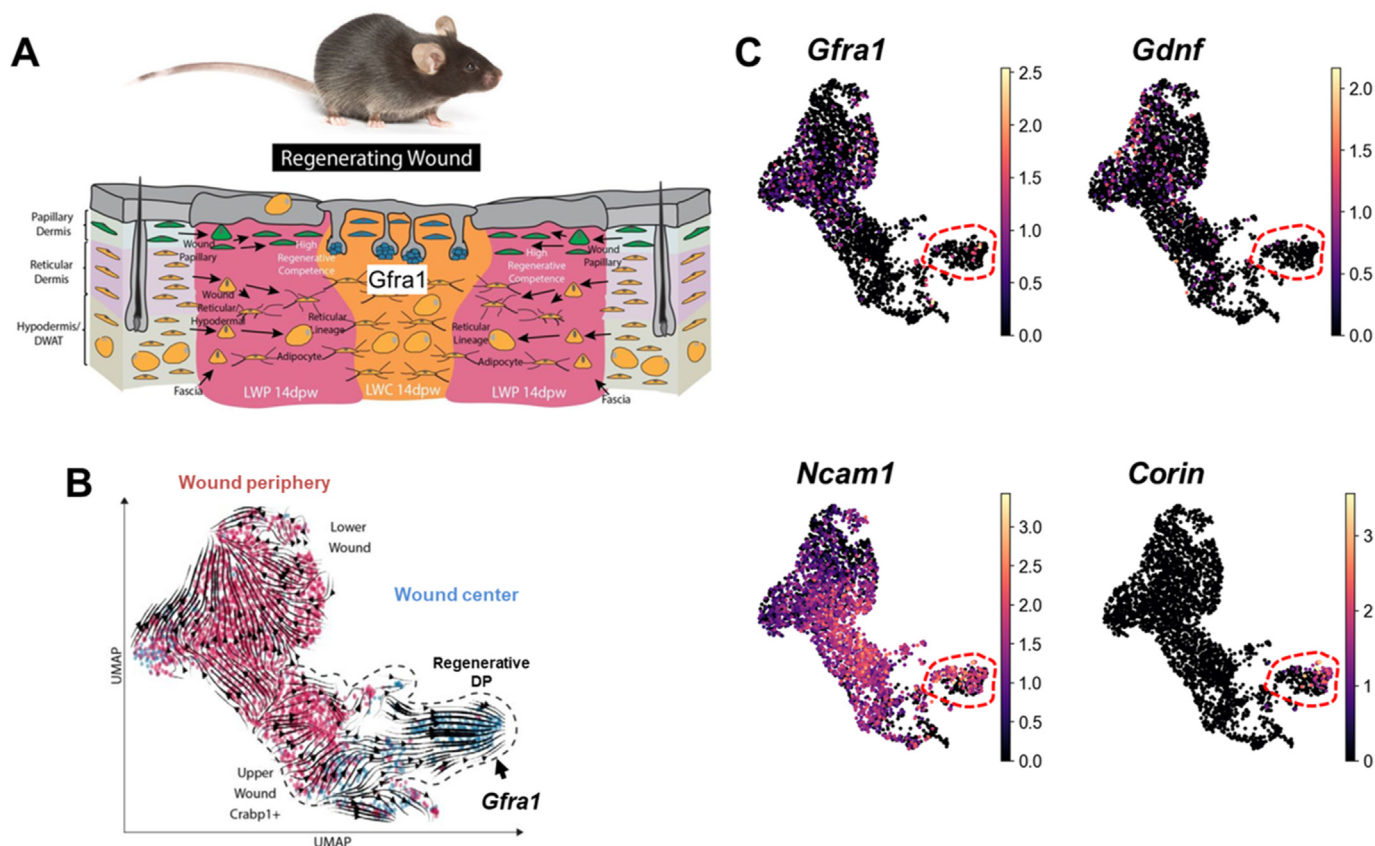 A
Regenerating Wound
Papillary
Dermis
Reticular
Dermis
Hypodermis/
DWAT
Wound
Papillary
High
Regenerative
Competence
Gfra1
High
Regenerative
Competence
Wound
Papillary
Wound
Reticular/
Hypodermal
Reticular
Lineage
Reticular
Lineage
Adipocyte
Adipocyte
Fascia
LWP 14dpw
LWC 14dpw
LWP 14dpw
Fascia
B
Wound periphery
Lower
Wound
Wound center
Regenerative
DP
Upper
Wound
Crabp1+
Gfra1
UMAP
UMAP
C
Gfra1
2.5
2.0
1.5
1.0
0.5
0.0
Gdnf
2.0
1.5
1.0
0.5
0.0
Ncam1
3.0
2.5
2.0
1.5
1.0
0.5
0.0
Corin
3
2
1
0